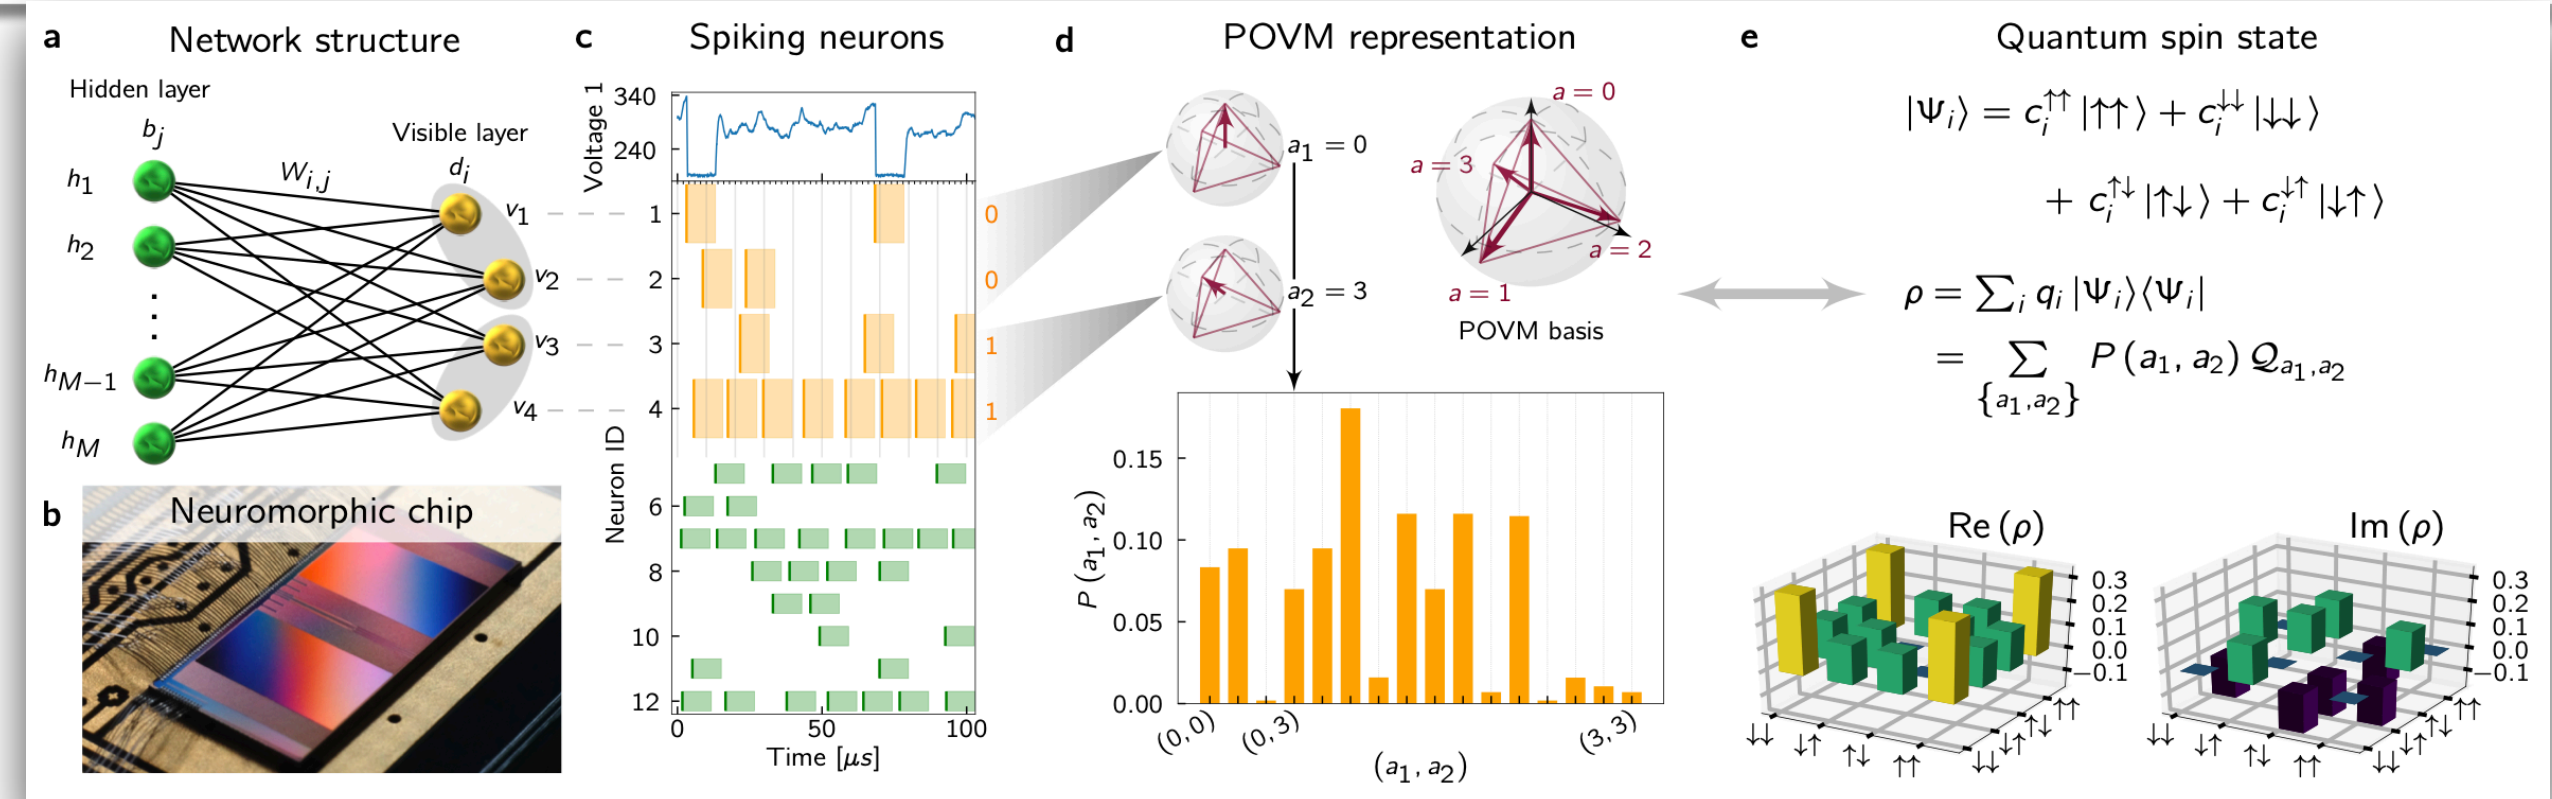 a Network structure
Hidden layer
b_j
Visible layer
d_i
W_{i,j}
h_1
h_2
h_{M−1}
h_M
v_1
v_2
v_3
v_4
b Neuromorphic chip
c Spiking neurons
Voltage 1
340
240
1
2
3
4
6
8
10
12
Neuron ID
0
0
1
1
0 50 100
Time [μs]
d POVM representation
a_1 = 0
a_2 = 3
a = 0
a = 3
a = 2
a = 1
POVM basis
P (a_1, a_2)
0.15
0.10
0.05
0.00
(0, 0) (0, 3) (3, 3)
(a_1, a_2)
e Quantum spin state
|Ψ_i⟩ = c_i^{↑↑} |↑↑⟩ + c_i^{↓↓} |↓↓⟩
+ c_i^{↑↓} |↑↓⟩ + c_i^{↓↑} |↓↑⟩
ρ = ∑_i q_i |Ψ_i⟩⟨Ψ_i|
= ∑_{{a_1,a_2}} P (a_1, a_2) Q_{a_1,a_2}
Re (ρ)
0.3
0.2
0.1
0.0
−0.1
↓↓ ↓↑ ↑↓ ↑↑
↓↓ ↓↑ ↑↓ ↑↑
Im (ρ)
0.3
0.2
0.1
0.0
−0.1
↓↓ ↓↑ ↑↓ ↑↑
↓↓ ↓↑ ↑↓ ↑↑